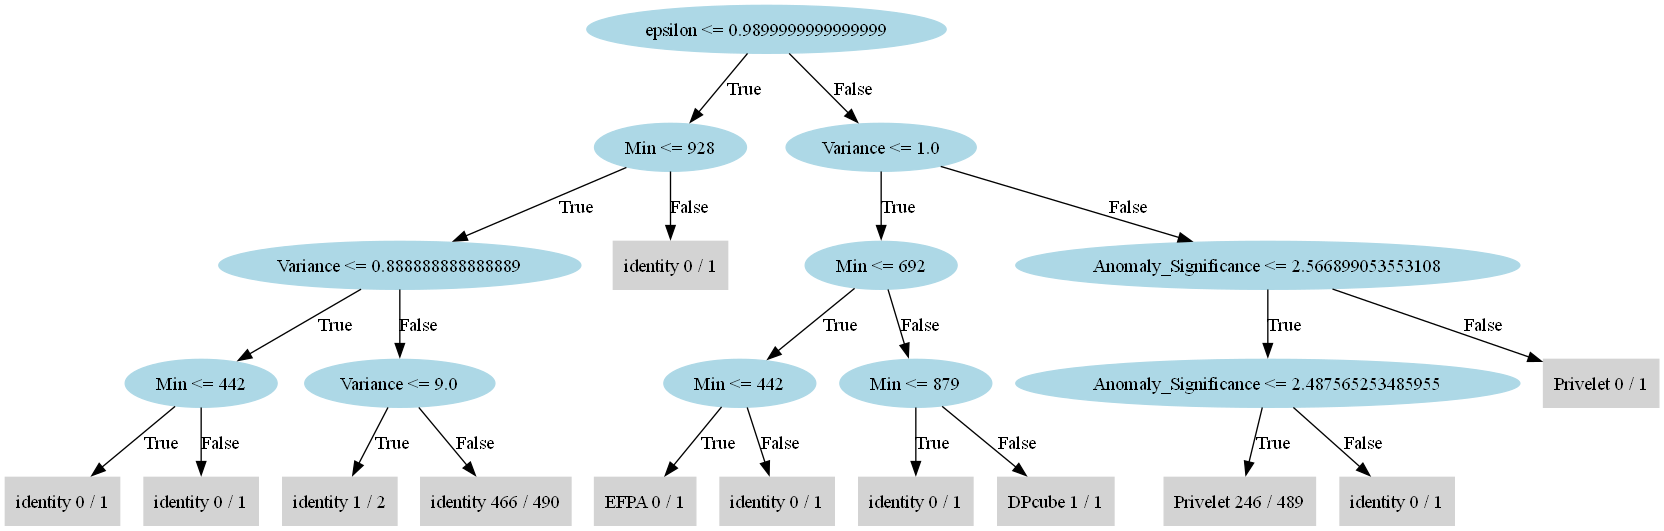 epsilon <= 0.9899999999999999
True
False
Min <= 928
Variance <= 1.0
True
False
True
False
Variance <= 0.888888888888889
identity 0 / 1
Min <= 692
Anomaly_Significance <= 2.566899053553108
True
False
True
False
True
False
Min <= 442
Variance <= 9.0
Min <= 442
Min <= 879
Anomaly_Significance <= 2.487565253485955
Privelet 0 / 1
True
False
True
False
True
False
True
False
True
False
identity 0 / 1
identity 0 / 1
identity 1 / 2
identity 466 / 490
EFPA 0 / 1
identity 0 / 1
identity 0 / 1
DPcube 1 / 1
Privelet 246 / 489
identity 0 / 1